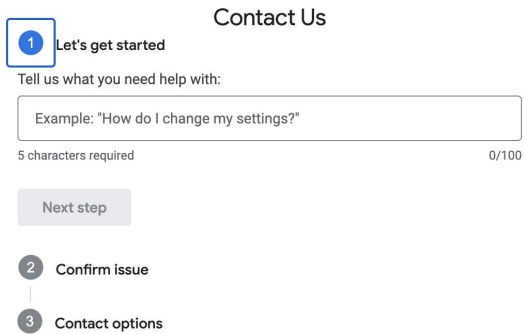 Contact Us
1 Let's get started
Tell us what you need help with:
Example: "How do I change my settings?"
5 characters required 0/100
Next step
2 Confirm issue
3 Contact options